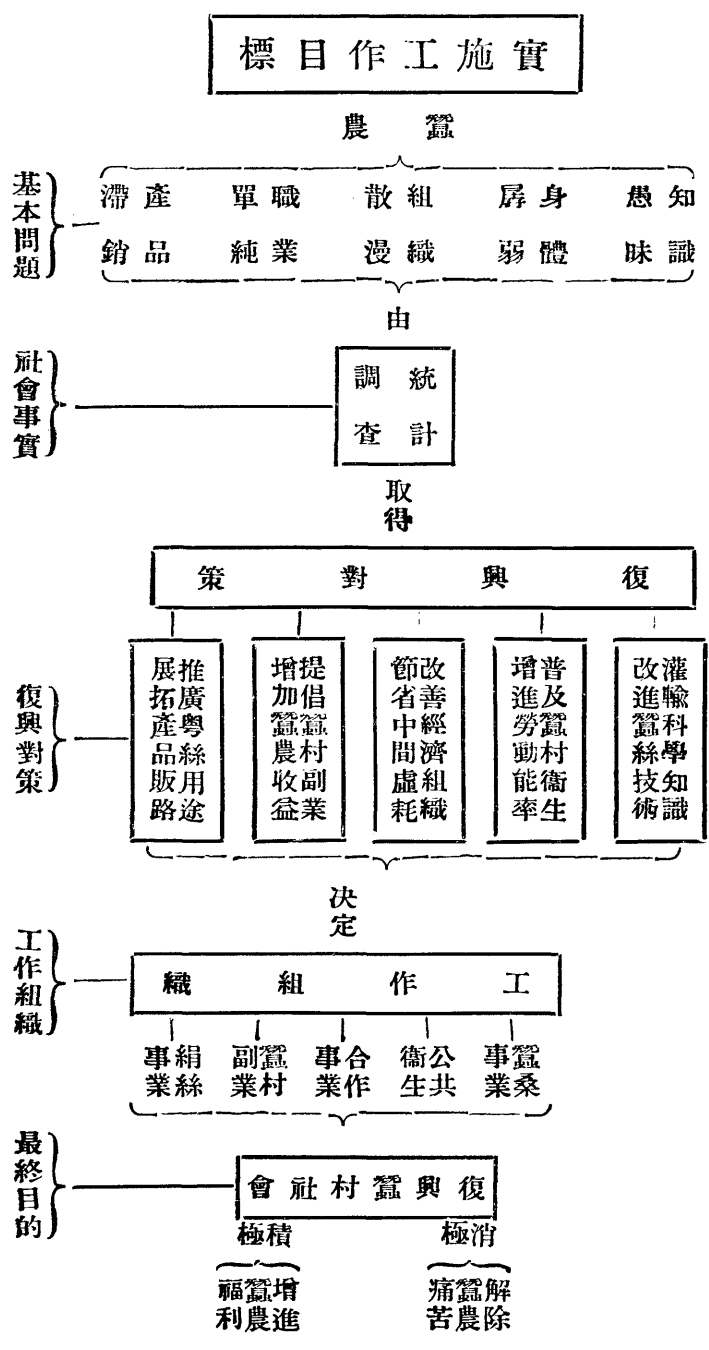 實施工作目標
蠶農
基本問題
知識愚昧
身體孱弱
組織散漫
職業單純
產品滯銷
由
社會事實
統計調查
取得
復興對策
復興對策
灌輸科學知識
改進蠶絲技術
普及蠶村衞生
增進勞動能率
改善經濟組織
節省中間虛耗
提倡蠶村副業
增加蠶農收益
推廣粵絲用途
展拓產品販路
決定
工作組織
工作組織
蠶桑事業
公共衞生
合作事業
蠶村副業
絹絲事業
最終目的
復興蠶村社會
消極
解除蠶農痛苦
積極
增進蠶農福利